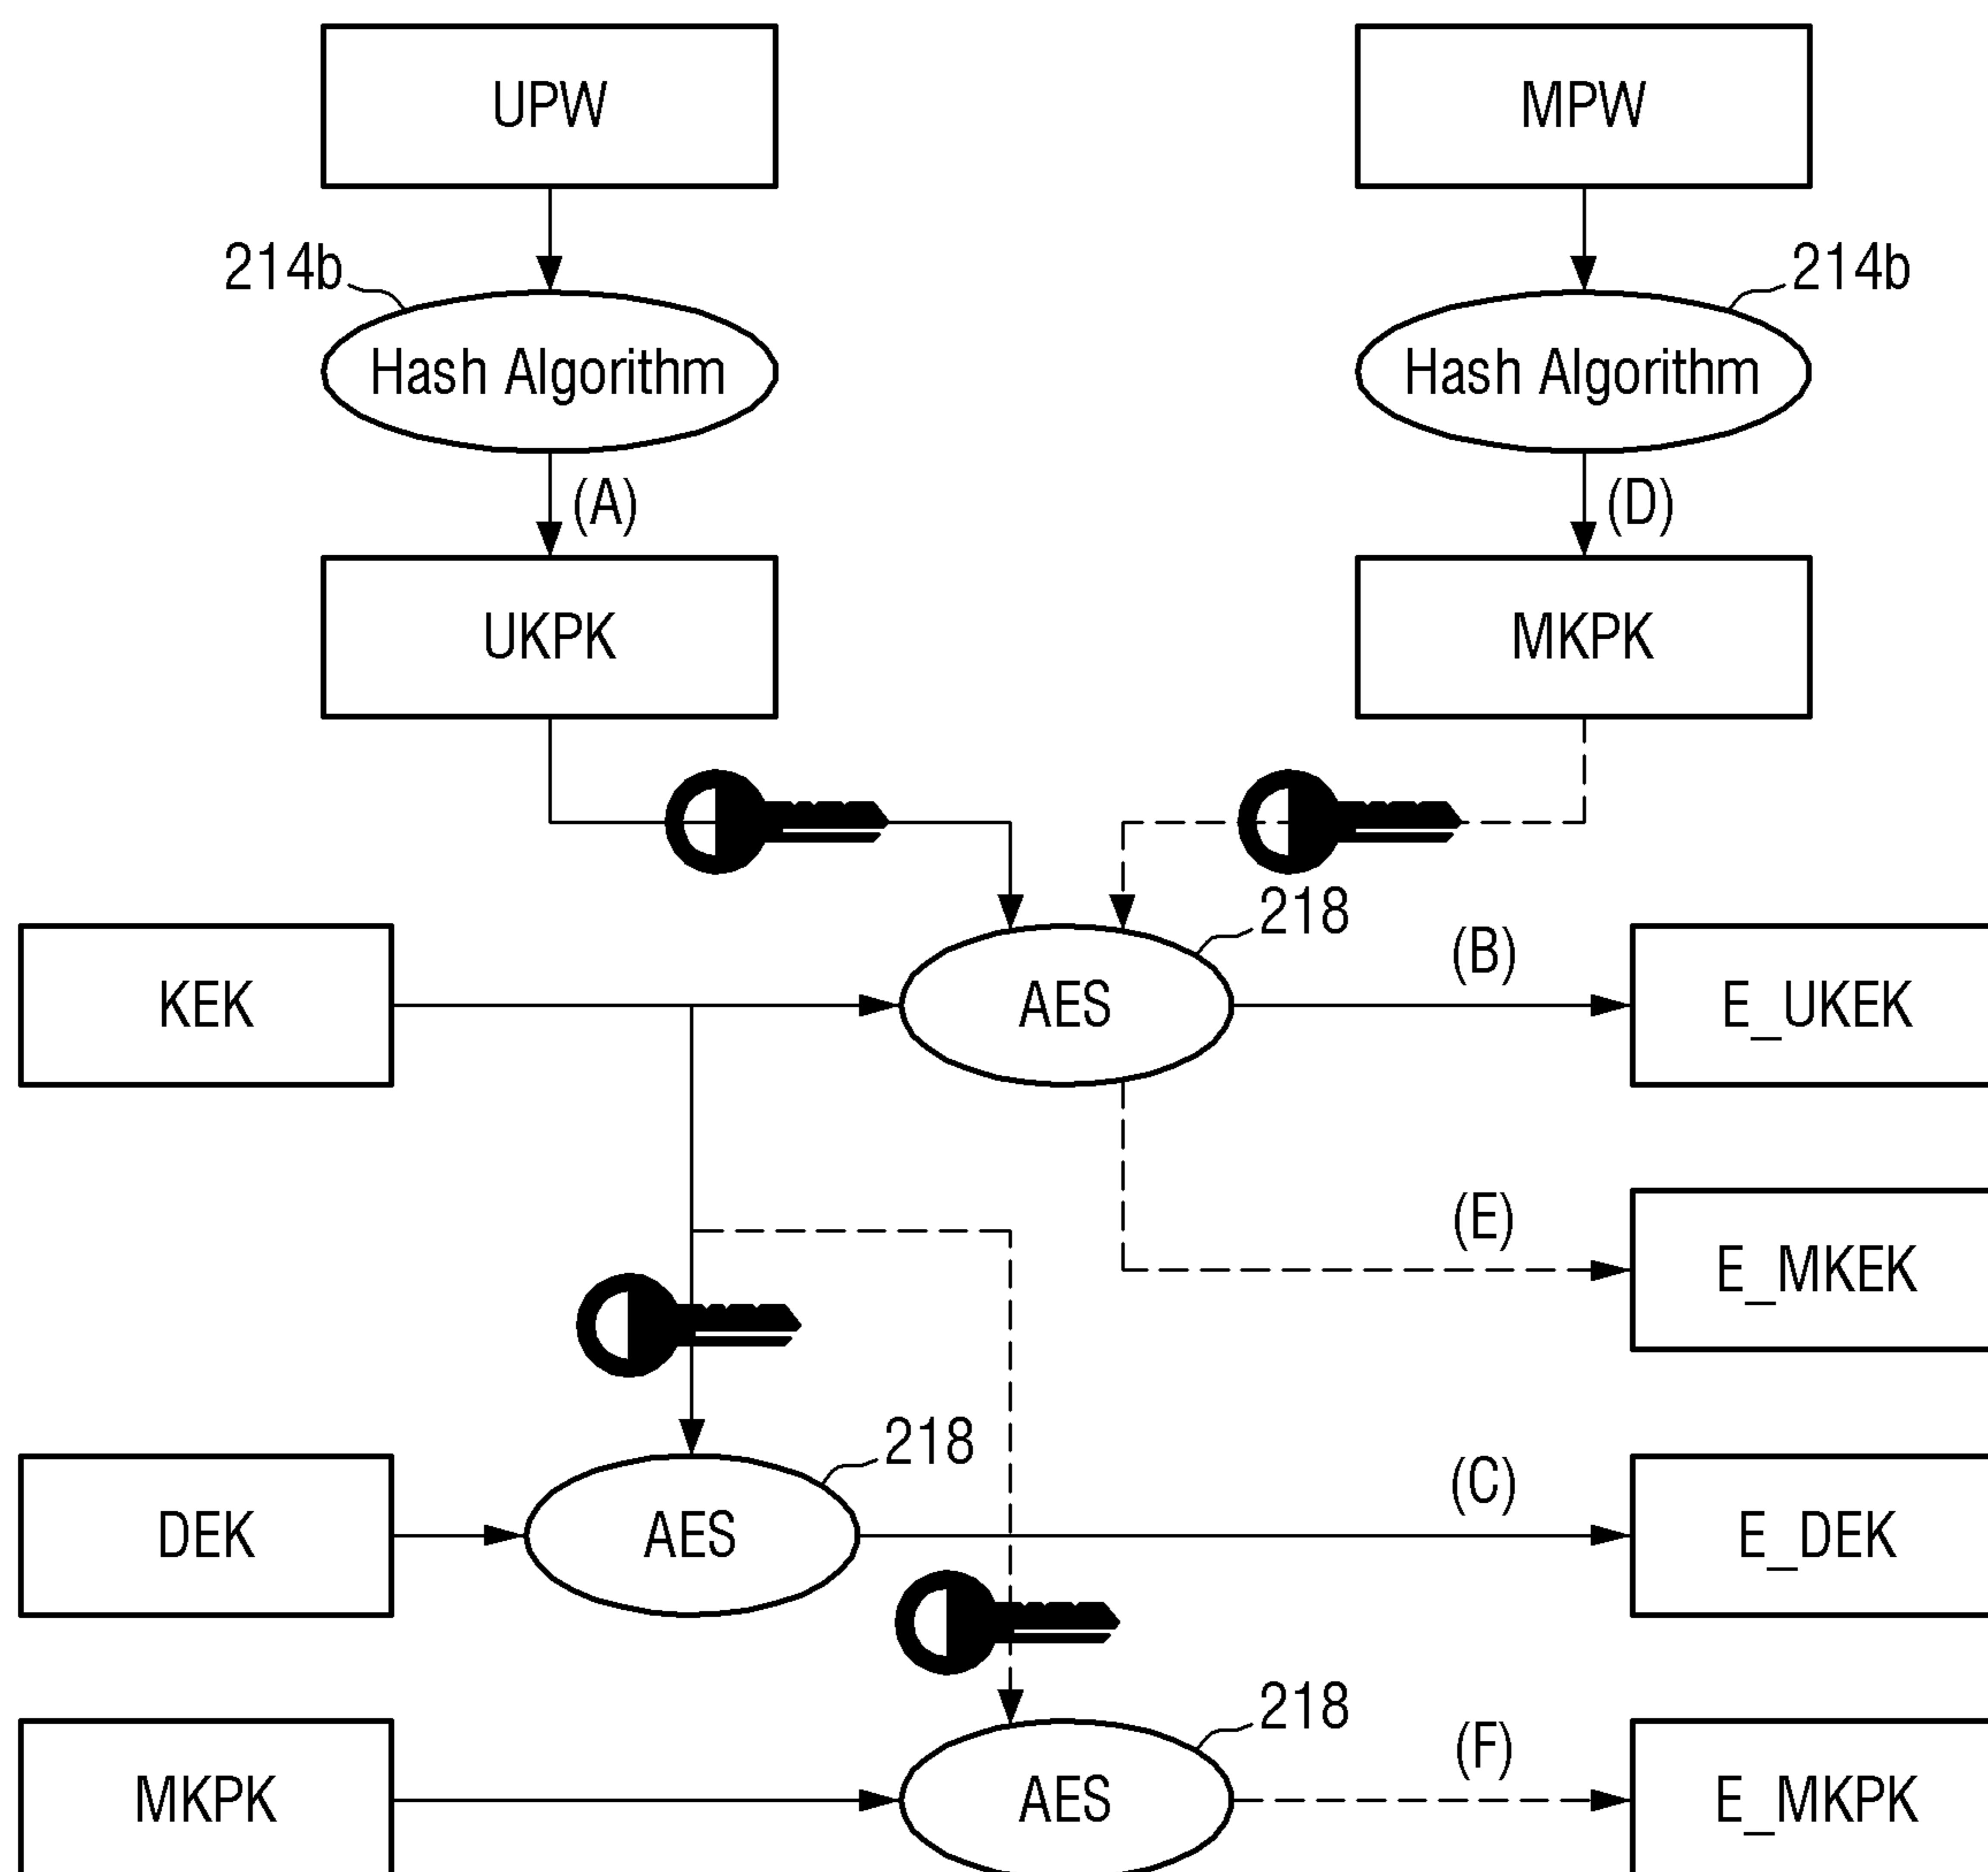 UPW
MPW
214b
214b
Hash Algorithm
Hash Algorithm
(A)
(D)
UKPK
MKPK
218
KEK
AES
(B)
E_UKEK
(E)
E_MKEK
218
DEK
AES
(C)
E_DEK
218
MKPK
AES
(F)
E_MKPK